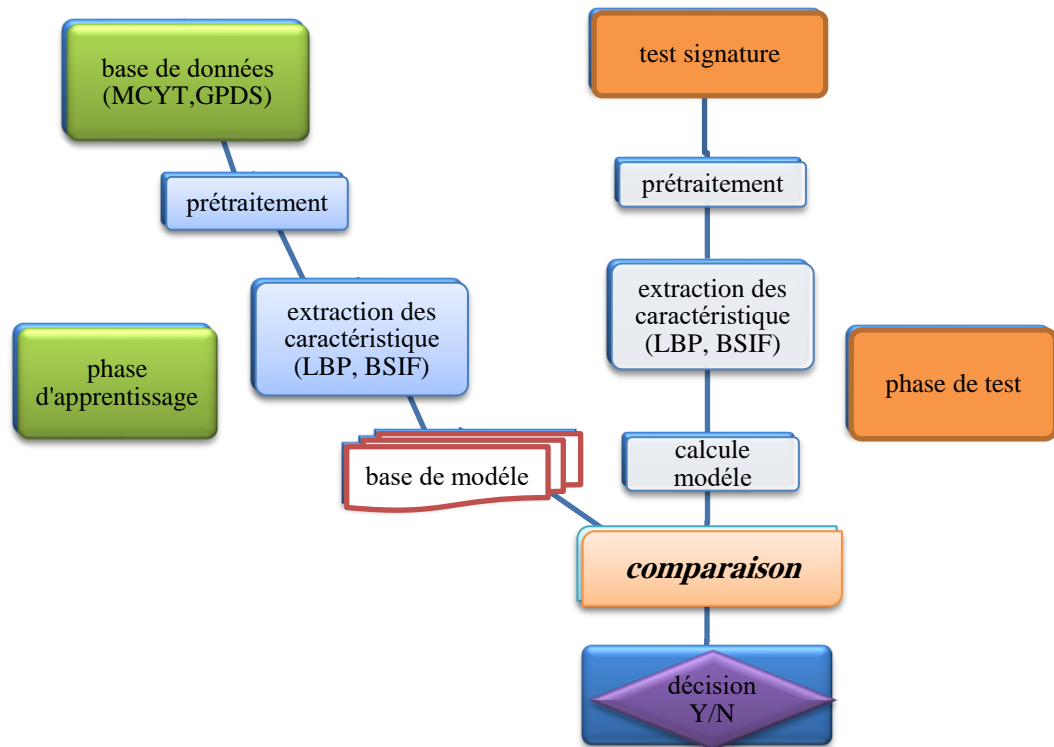 base de données
(MCYT,GPDS)
test signature
prétraitement
prétraitement
extraction des
caractéristique
(LBP, BSIF)
extraction des
caractéristique
(LBP, BSIF)
phase
d'apprentissage
phase de test
base de modéle
calcule
modéle
comparaison
décision
Y/N